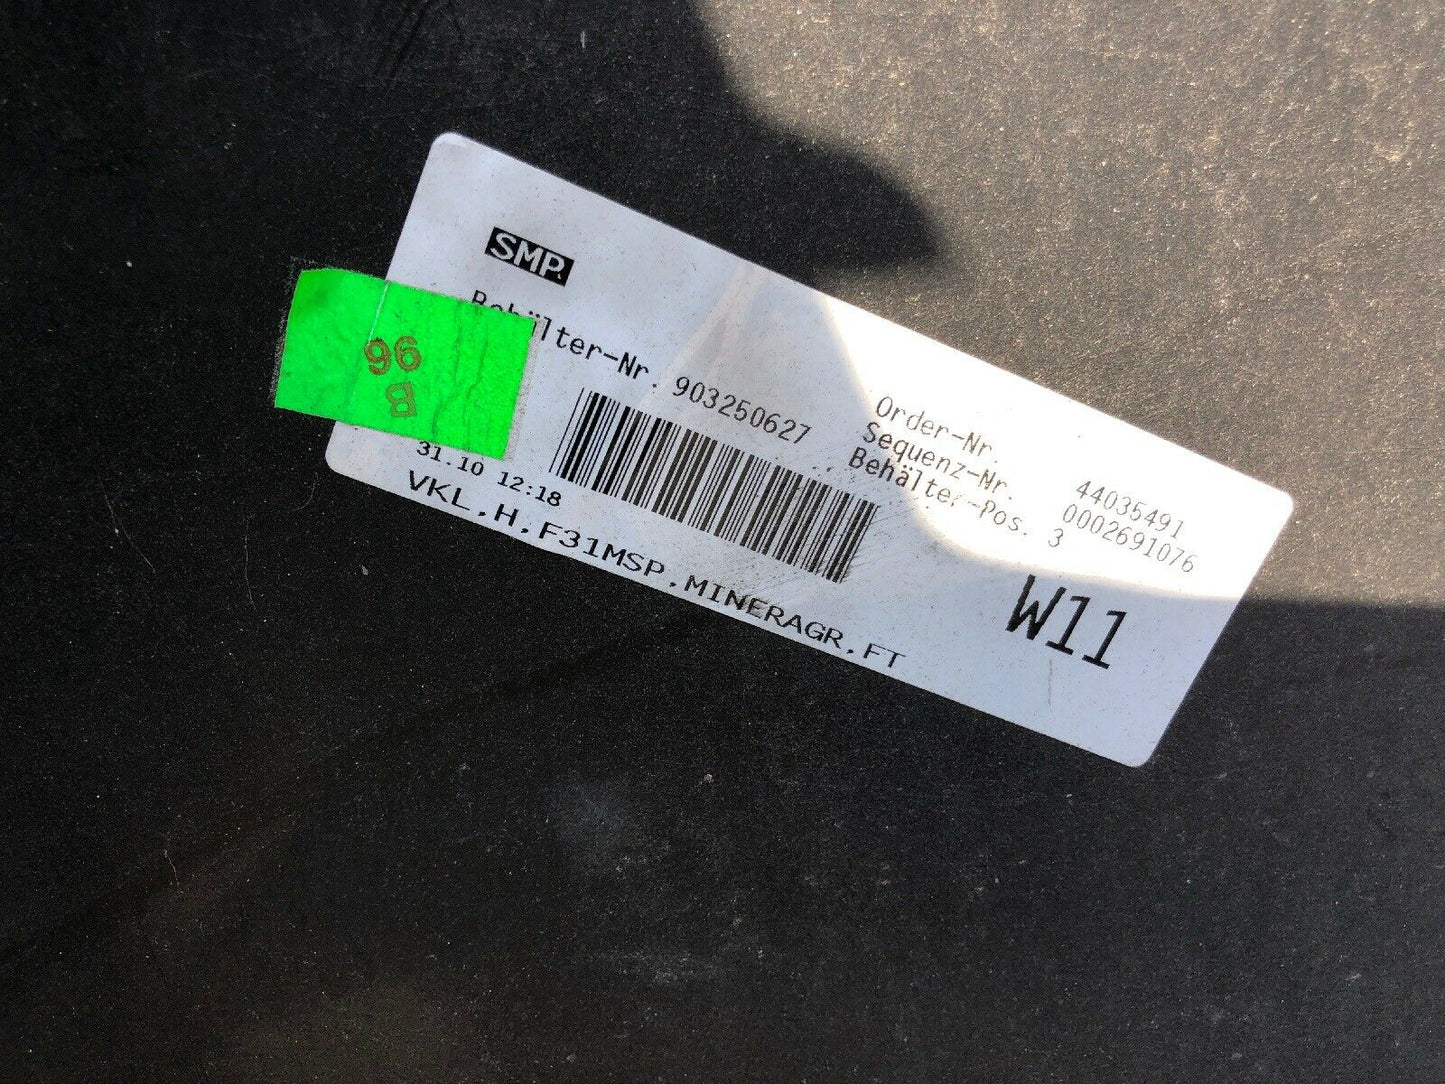 SMP
Behälter-Nr. 903250627
Order-Nr. 44035491
Sequenz-Nr. 0002691076
Behälter-Pos. 3
96
B
31.10 12:18
VKL,H,F31MSP,MINERAGR,FT
W11